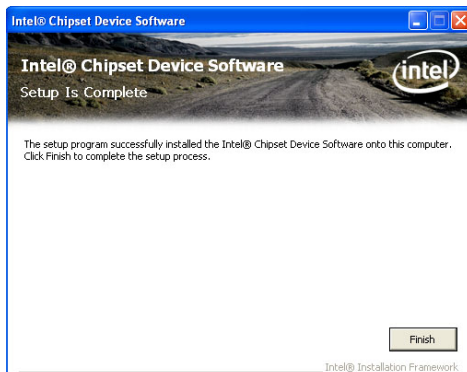 Intel® Chipset Device Software
Intel® Chipset Device Software
Setup Is Complete
intel
The setup program successfully installed the Intel® Chipset Device Software onto this computer.
Click Finish to complete the setup process.
Finish
Intel® Installation Framework